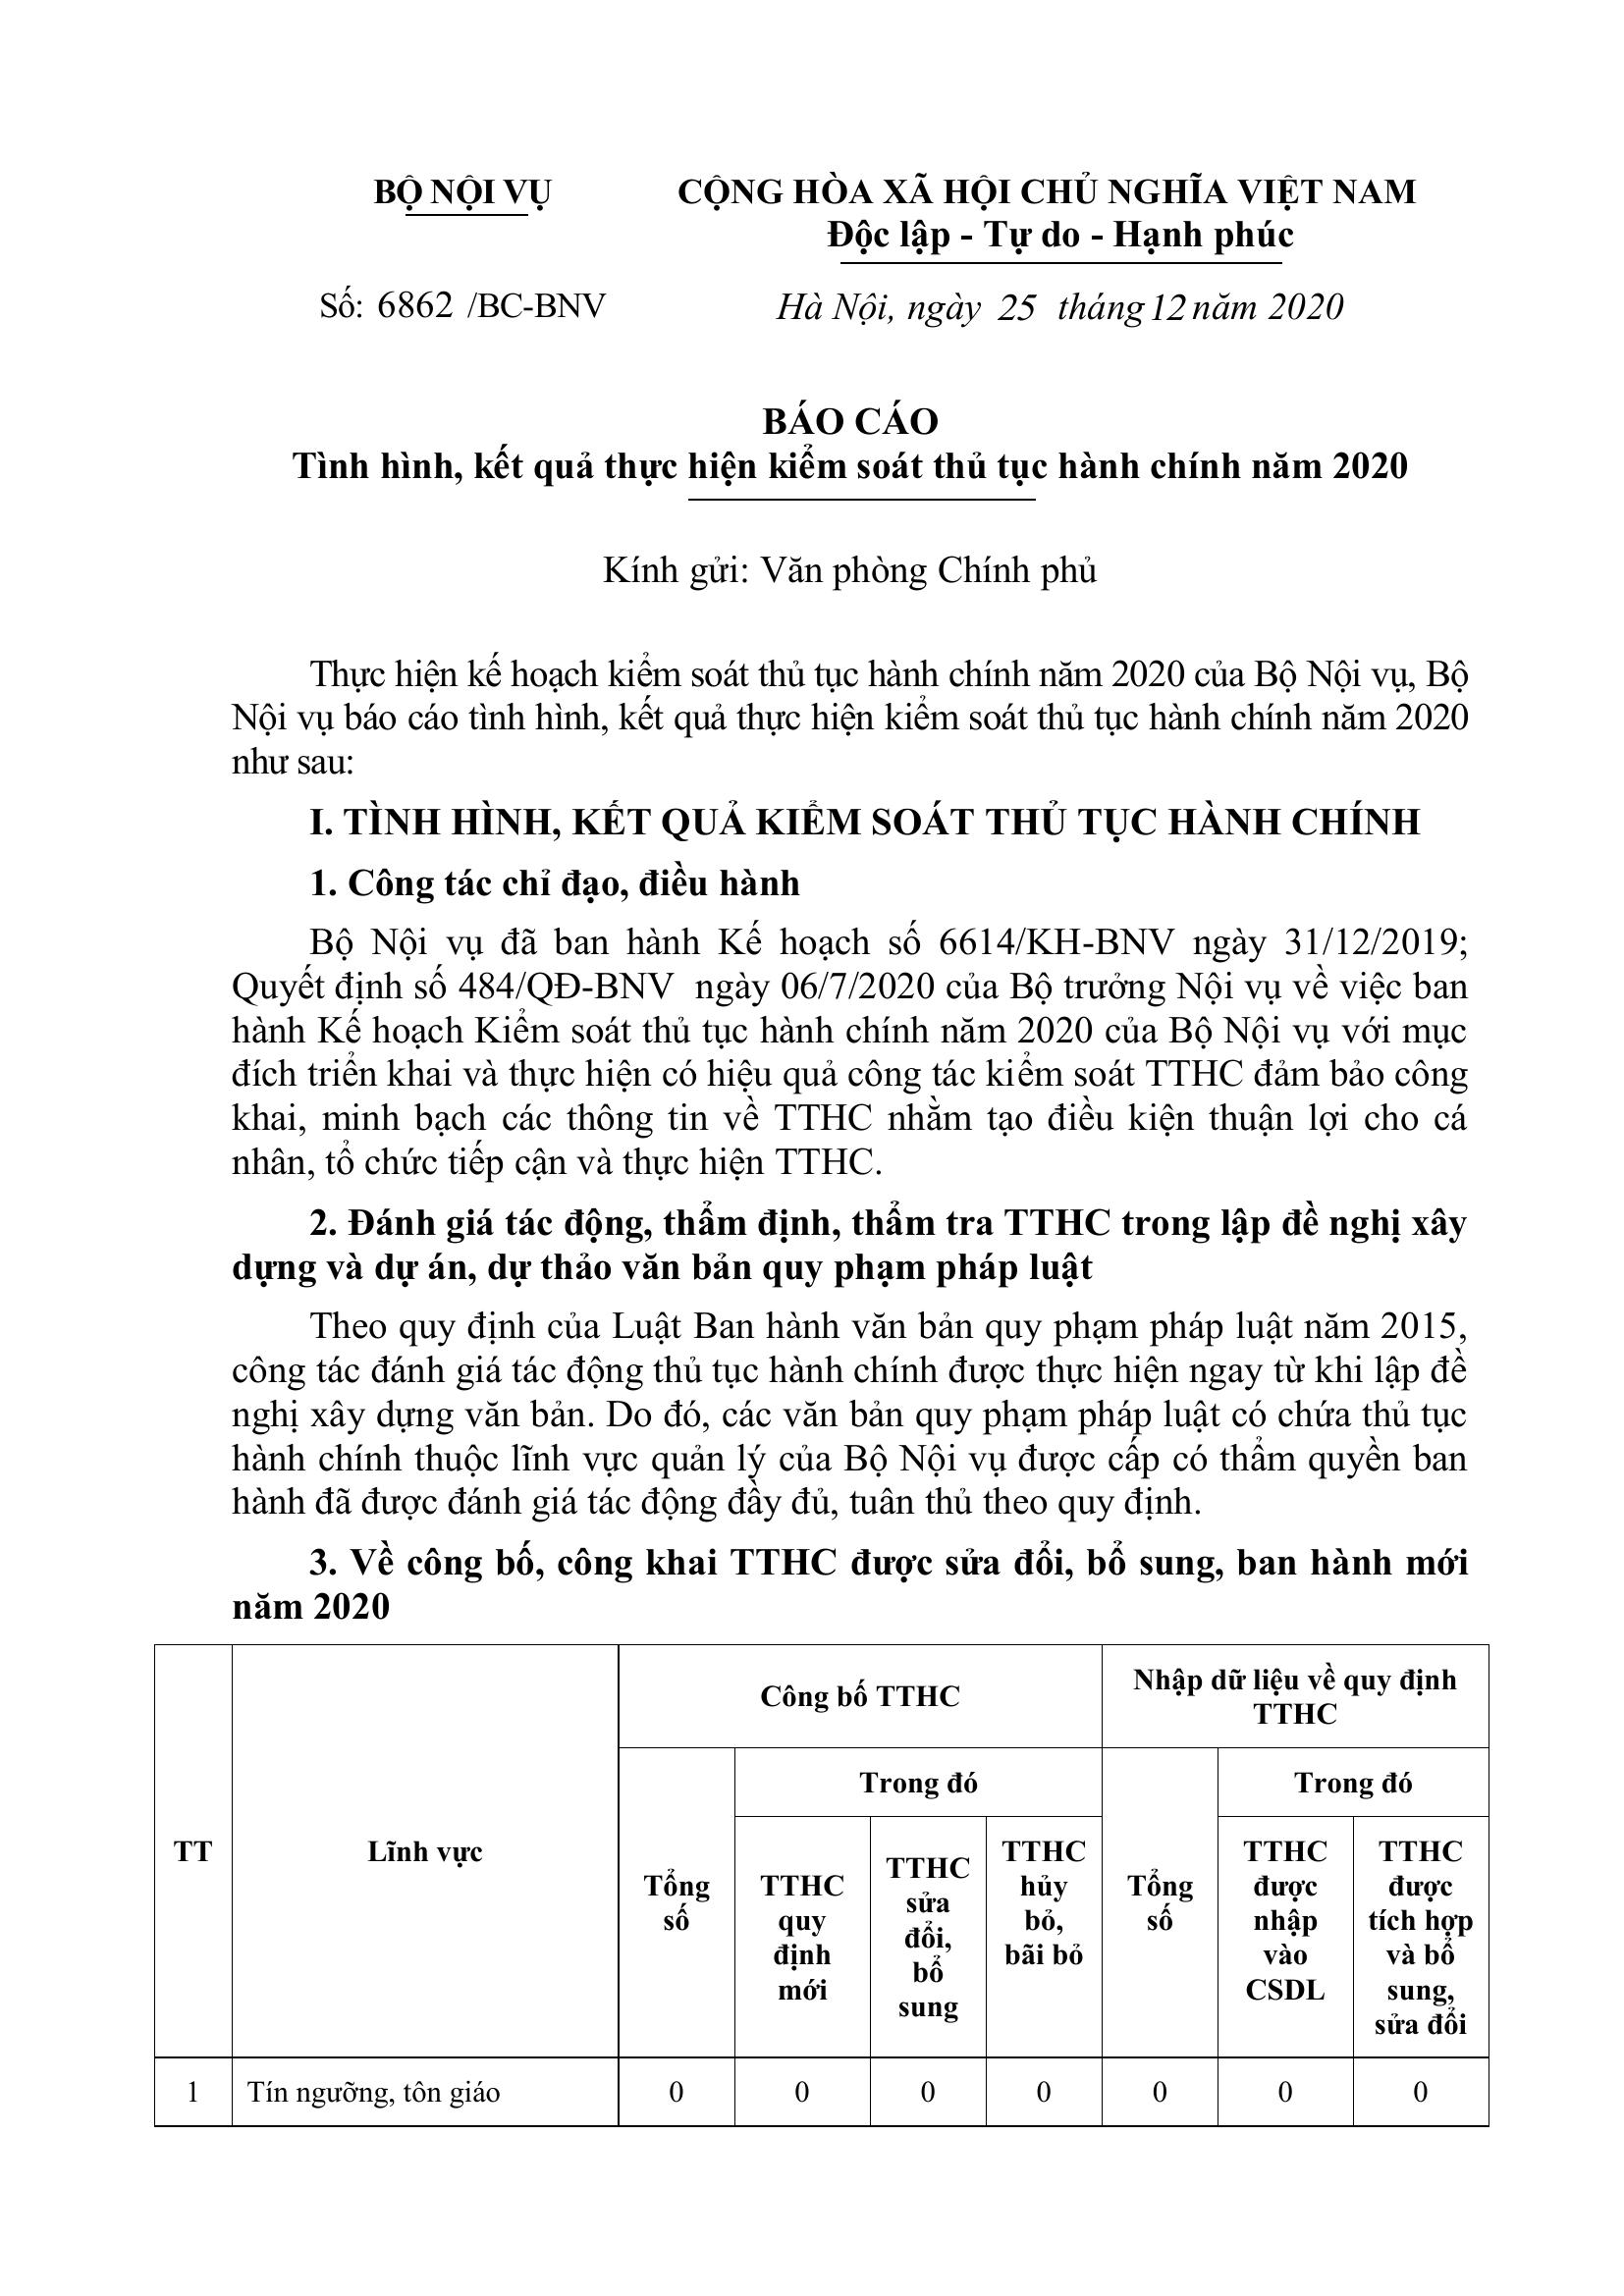 BỘ NỘI VỤ
CỘNG HÒA XÃ HỘI CHỦ NGHĨA VIỆT NAM
Độc lập - Tự do - Hạnh phúc
Số: 6862 /BC-BNV
Hà Nội, ngày 25 tháng 12 năm 2020
BÁO CÁO
Tình hình, kết quả thực hiện kiểm soát thủ tục hành chính năm 2020
Kính gửi: Văn phòng Chính phủ
Thực hiện kế hoạch kiểm soát thủ tục hành chính năm 2020 của Bộ Nội vụ, Bộ
Nội vụ báo cáo tình hình, kết quả thực hiện kiểm soát thủ tục hành chính năm 2020
như sau:
I. TÌNH HÌNH, KẾT QUẢ KIỂM SOÁT THỦ TỤC HÀNH CHÍNH
1. Công tác chỉ đạo, điều hành
Bộ Nội vụ đã ban hành Kế hoạch số 6614/KH-BNV ngày 31/12/2019;
Quyết định số 484/QĐ-BNV ngày 06/7/2020 của Bộ trưởng Nội vụ về việc ban
hành Kế hoạch Kiểm soát thủ tục hành chính năm 2020 của Bộ Nội vụ với mục
đích triển khai và thực hiện có hiệu quả công tác kiểm soát TTHC đảm bảo công
khai, minh bạch các thông tin về TTHC nhằm tạo điều kiện thuận lợi cho cá
nhân, tổ chức tiếp cận và thực hiện TTHC.
2. Đánh giá tác động, thẩm định, thẩm tra TTHC trong lập đề nghị xây
dựng và dự án, dự thảo văn bản quy phạm pháp luật
Theo quy định của Luật Ban hành văn bản quy phạm pháp luật năm 2015,
công tác đánh giá tác động thủ tục hành chính được thực hiện ngay từ khi lập đề
nghị xây dựng văn bản. Do đó, các văn bản quy phạm pháp luật có chứa thủ tục
hành chính thuộc lĩnh vực quản lý của Bộ Nội vụ được cấp có thẩm quyền ban
hành đã được đánh giá tác động đầy đủ, tuân thủ theo quy định.
3. Về công bố, công khai TTHC được sửa đổi, bổ sung, ban hành mới
năm 2020
TT
Lĩnh vực
Công bố TTHC
Nhập dữ liệu về quy định
TTHC
Tổng
số
Trong đó
Tổng
số
Trong đó
TTHC
quy
định
mới
TTHC
sửa
đổi,
bổ
sung
TTHC
hủy
bỏ,
bãi bỏ
TTHC
được
nhập
vào
CSDL
TTHC
được
tích hợp
và bổ
sung,
sửa đổi
1 Tín ngưỡng, tôn giáo 0 0 0 0 0 0 0